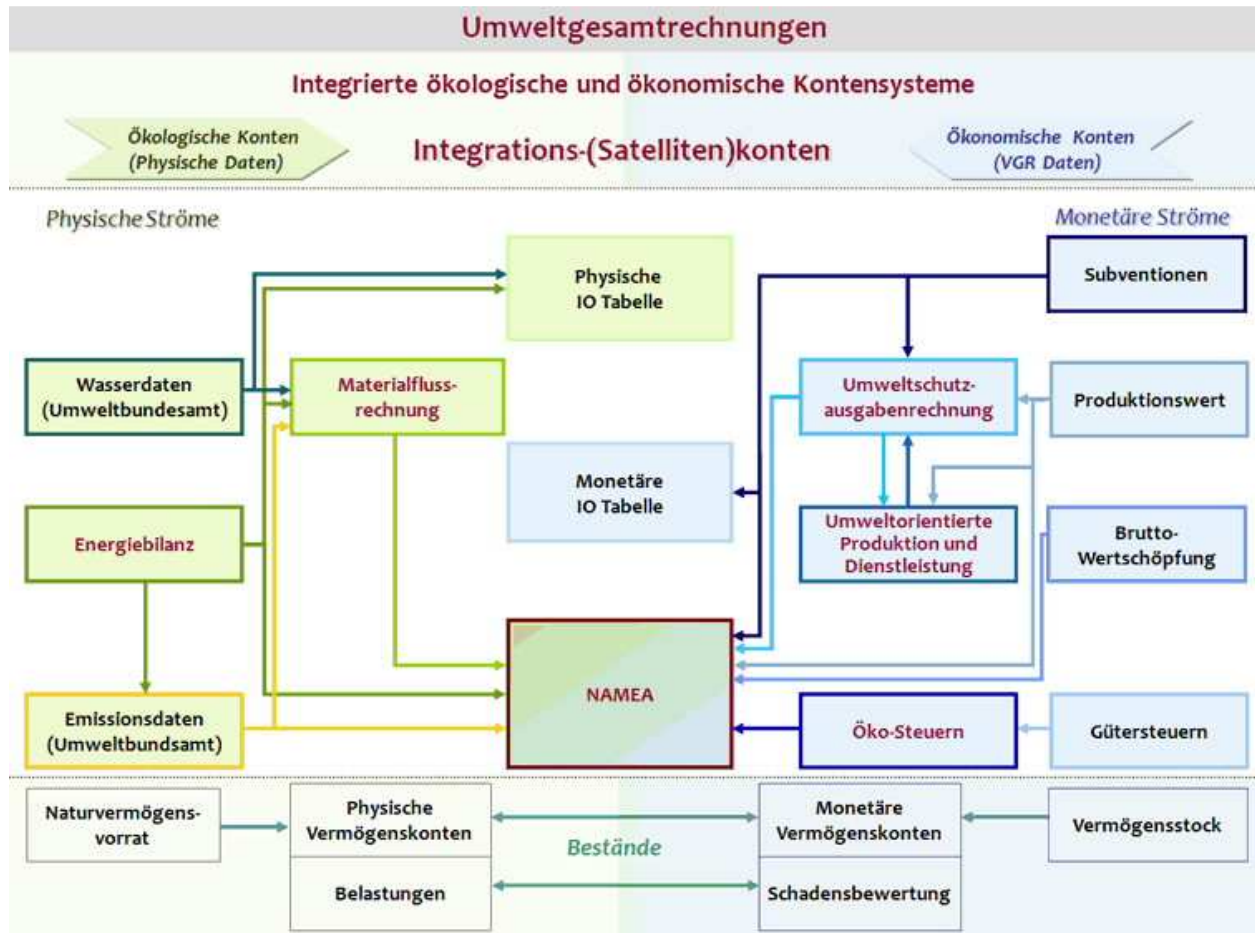 Umweltgesamtrechnungen
Integrierte ökologische und ökonomische Kontensysteme
Ökologische Konten
(Physische Daten)
Integrations-(Satelliten)konten
Ökonomische Konten
(VGR Daten)
Physische Ströme
Monetäre Ströme
Physische
IO Tabelle
Subventionen
Wasserdaten
(Umweltbundesamt)
Materialfluss-
rechnung
Umweltschutz-
ausgabenrechnung
Produktionswert
Monetäre
IO Tabelle
Energiebilanz
Umweltorientierte
Produktion und
Dienstleistung
Brutto-
Wertschöpfung
NAMEA
Emissionsdaten
(Umweltbundsamt)
Öko-Steuern
Gütersteuern
Naturvermögens-
vorrat
Physische
Vermögenskonten
Bestände
Monetäre
Vermögenskonten
Vermögensstock
Belastungen
Schadensbewertung